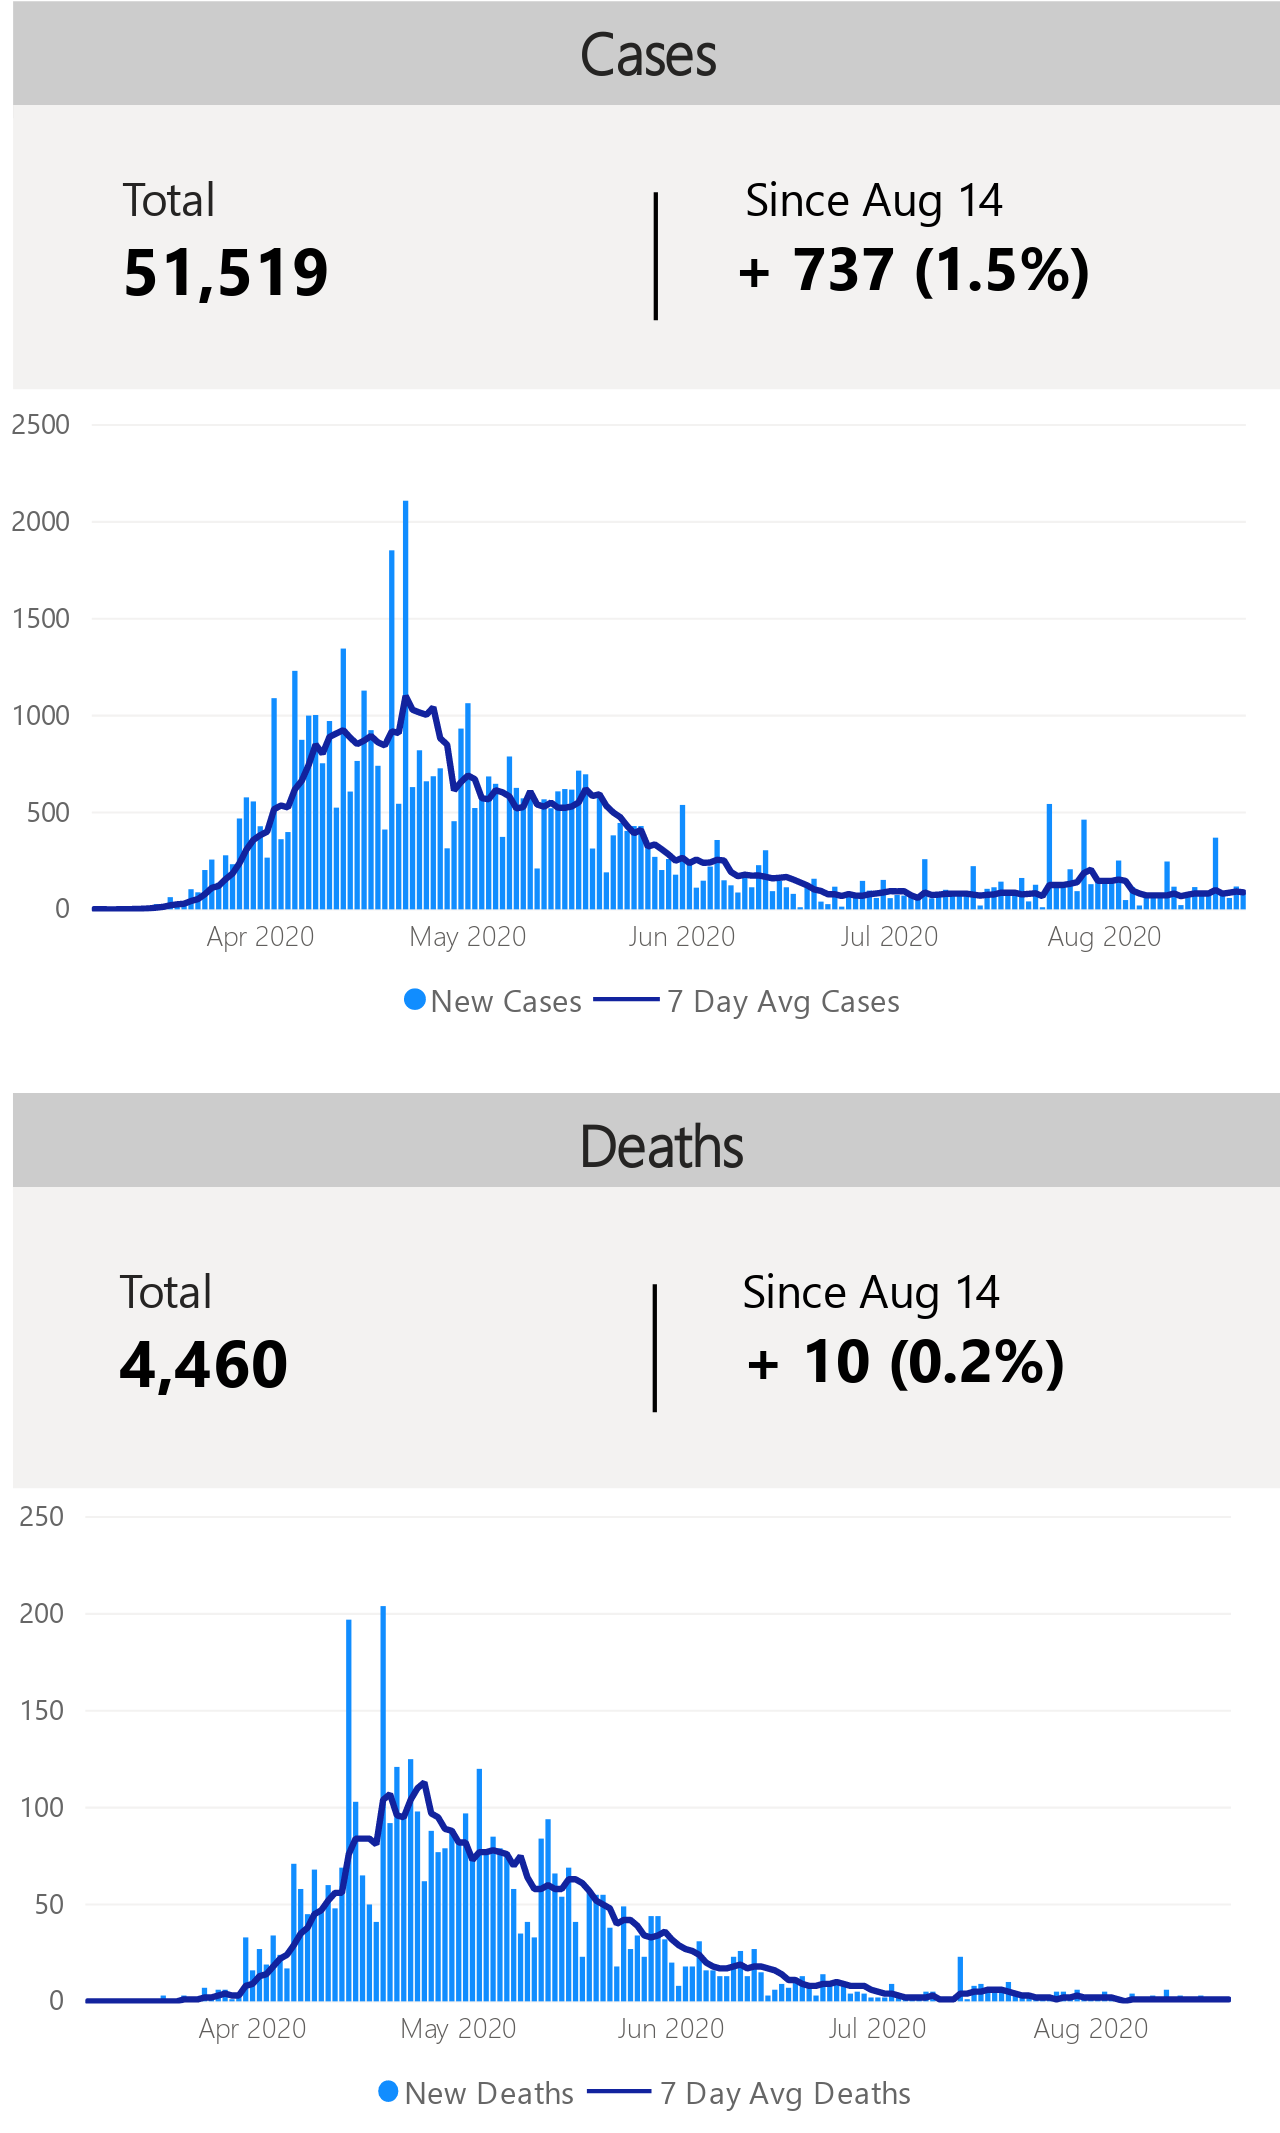 Cases
Total
Since Aug 14
51,519
+ 737 (1.5%)
2500
2000
1500
1000
500
0
Apr 2020
May 2020
Jun 2020
Jul 2020
Aug 2020
New Cases
7 Day Avg Cases
Deaths
Total
Since Aug 14
4,460
+ 10 (0.2%)
250
200
150
100
50
0
Apr 2020
May 2020
Jun 2020
Jul 2020
Aug 2020
New Deaths
7 Day Avg Deaths